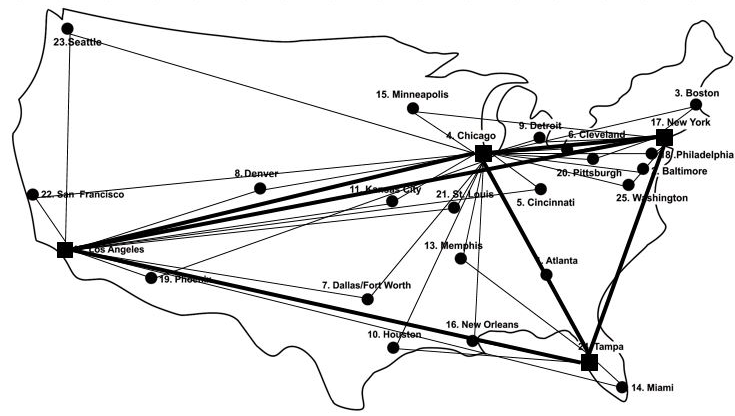 23.Seattle
3. Boston
15. Minneapolis
17. New York
9. Detroit
4. Chicago
6. Cleveland
18. Philadelphia
8. Denver
20. Pittsburgh
Baltimore
11. Kansas City
22. San Francisco
21. St. Louis
25. Washington
5. Cincinnati
Los Angeles
13. Memphis
Atlanta
19. Phoenix
7. Dallas/Fort Worth
16. New Orleans
10. Houston
Tampa
14. Miami